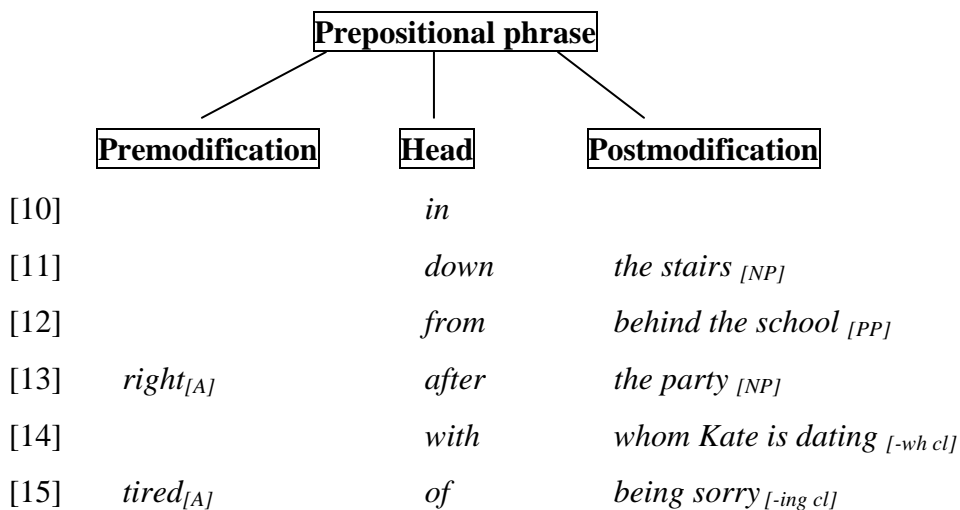 Prepositional phrase
Premodification Head Postmodification
[10] in
[11] down the stairs [NP]
[12] from behind the school [PP]
[13] right[A] after the party [NP]
[14] with whom Kate is dating [-wh cl]
[15] tired[A] of being sorry [-ing cl]